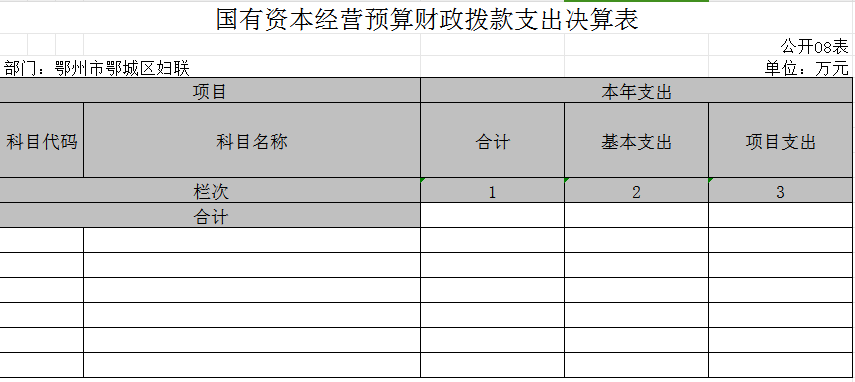 国有资本经营预算财政拨款支出决算表
公开08表
部门：鄂州市鄂城区妇联 单位：万元
项目 本年支出
科目代码 科目名称 合计 基本支出 项目支出
栏次 1 2 3
合计